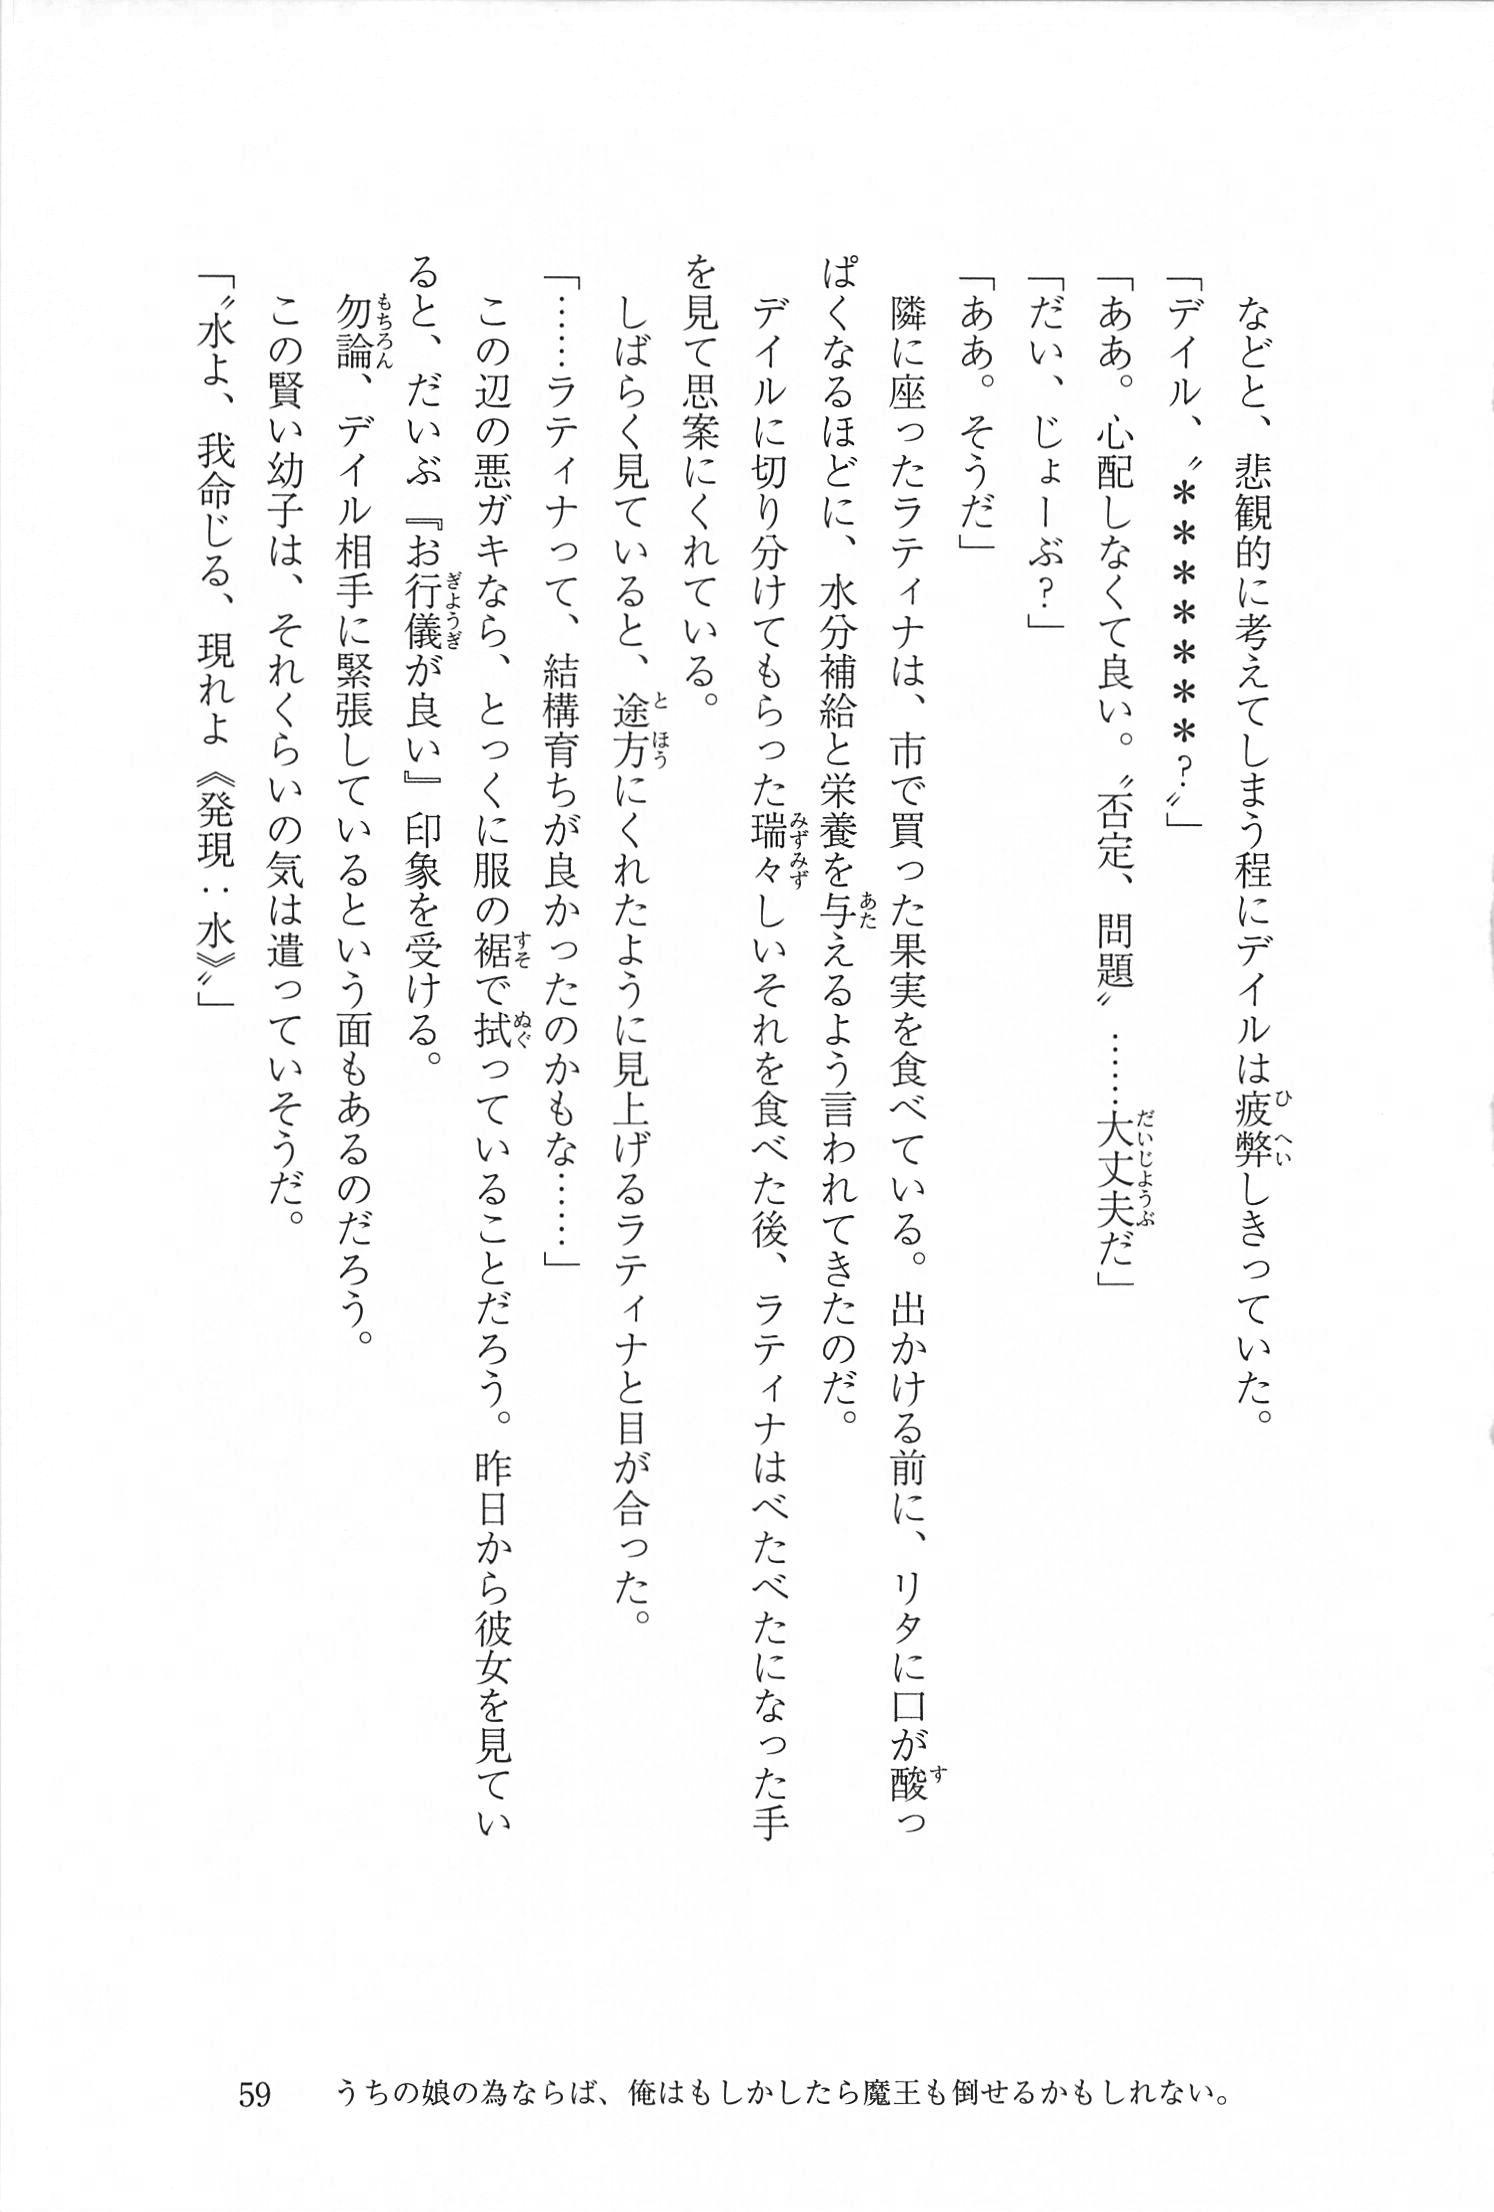 などと、悲観的に考えてしまう程にデイルは疲弊しきっていた。
「デイル、〝＊＊＊＊＊＊＊？〟」
「ああ。心配しなくて良い。〝否定、問題〟……大丈夫だ」
「だい、じょーぶ？」
「ああ。そうだ」
隣に座ったラティナは、市で買った果実を食べている。出かける前に、リタに口が酸っ
ぱくなるほどに、水分補給と栄養を与えるよう言われてきたのだ。
デイルに切り分けてもらった瑞々しいそれを食べた後、ラティナはべたべたになった手
を見て思案にくれている。
しばらく見ていると、途方にくれたように見上げるラティナと目が合った。
「……ラティナって、結構育ちが良かったのかもな……」
この辺の悪ガキなら、とっくに服の裾で拭っていることだろう。昨日から彼女を見てい
ると、だいぶ『お行儀が良い』印象を受ける。
勿論、デイル相手に緊張しているという面もあるのだろう。
この賢い幼子は、それくらいの気は遣っていそうだ。
「〝水よ、我命じる、現れよ《発現：水》〟」
59　うちの娘の為ならば、俺はもしかしたら魔王も倒せるかもしれない。